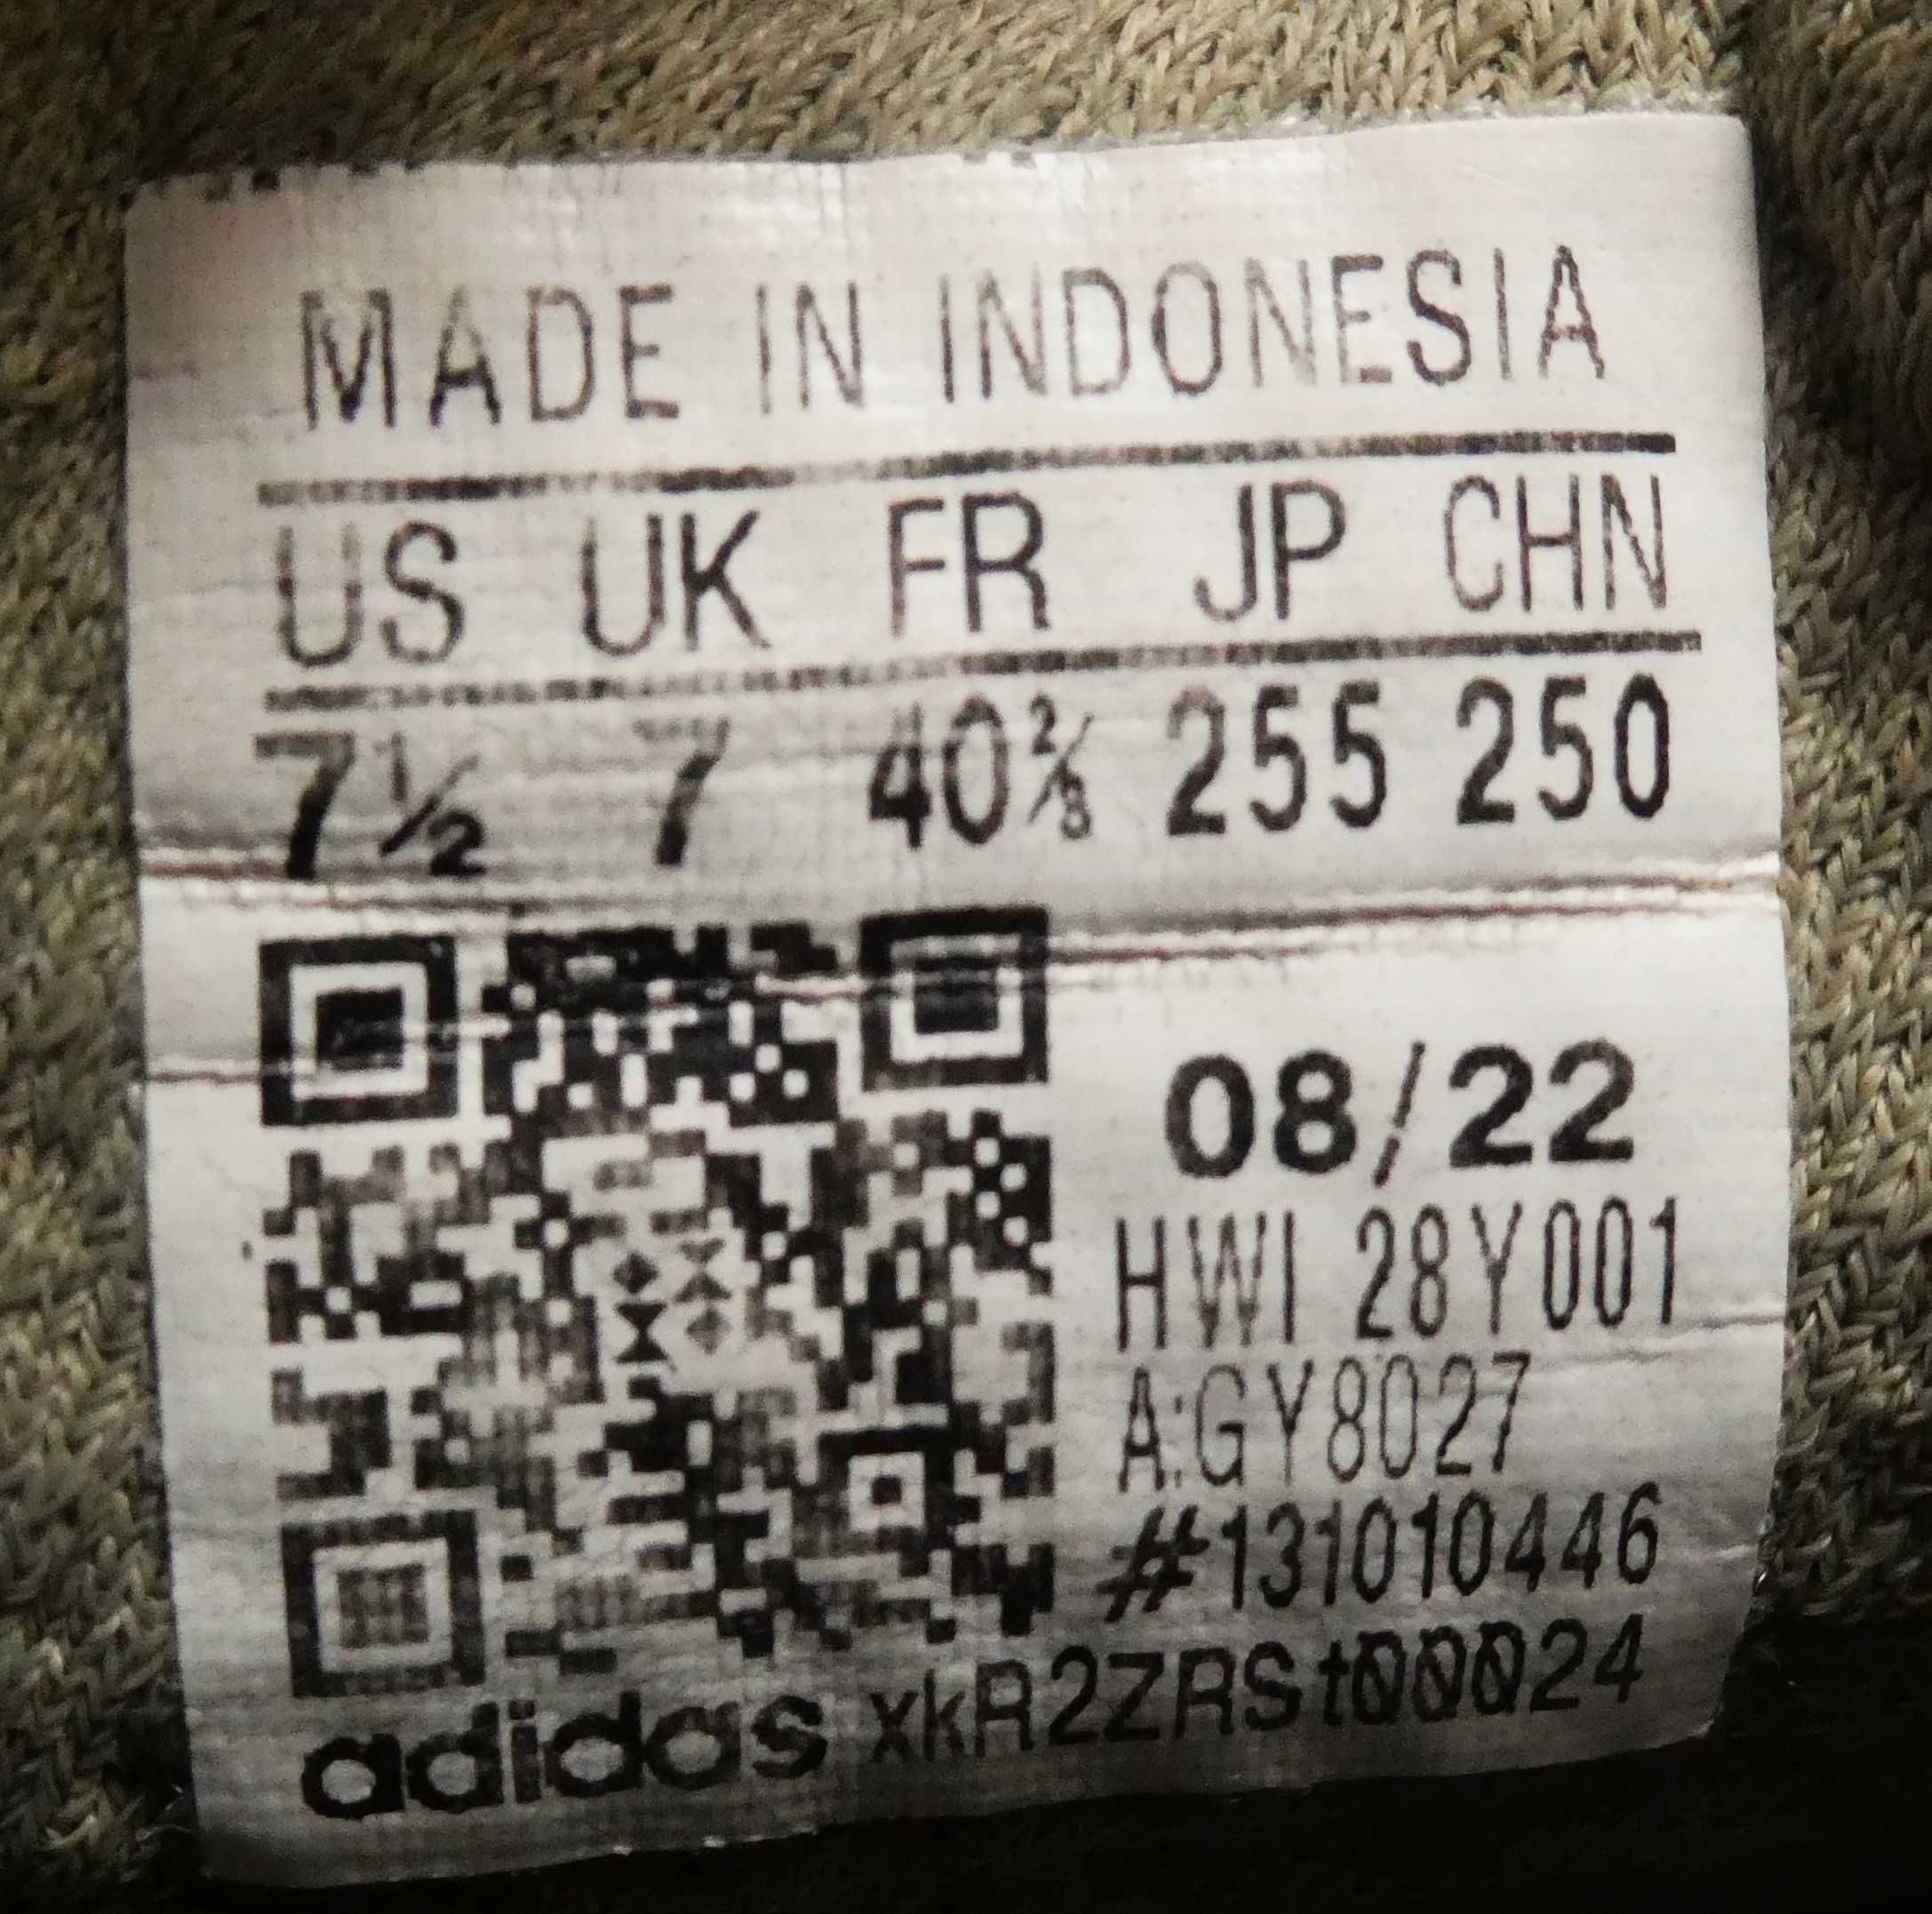 MADE IN INDONESIA
US UK FR JP CHN
7½ 7 40⅔ 255 250
08/22
HWI 28Y001
A:GY8027
#131010446
adidas xkR2ZRSt00024